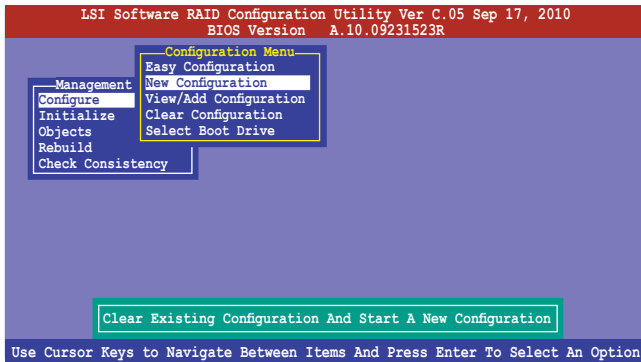 LSI Software RAID Configuration Utility Ver C.05 Sep 17, 2010
BIOS Version A.10.09231523R
Configuration Menu
Easy Configuration
New Configuration
View/Add Configuration
Clear Configuration
Select Boot Drive
Management
Configure
Initialize
Objects
Rebuild
Check Consistency
Clear Existing Configuration And Start A New Configuration
Use Cursor Keys to Navigate Between Items And Press Enter To Select An Option